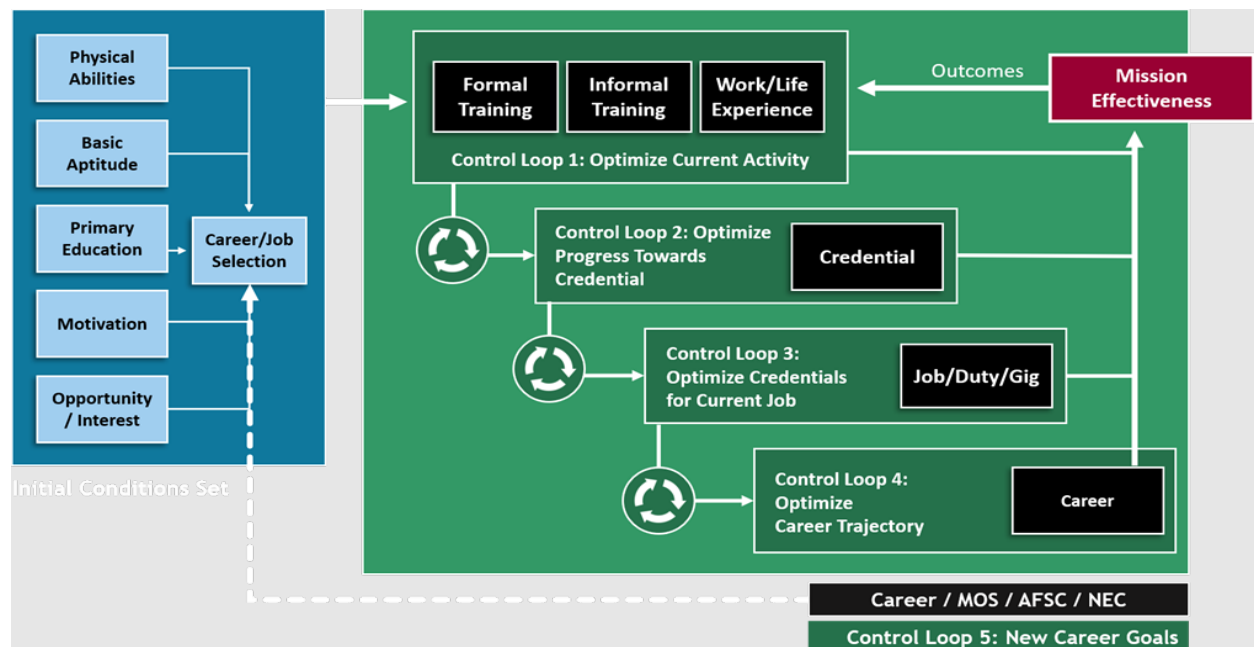 Physical
Abilities
Basic
Aptitude
Primary
Education
Motivation
Opportunity
/ Interest
Career/Job
Selection
Initial Conditions Set
Formal
Training
Informal
Training
Work/Life
Experience
Control Loop 1: Optimize Current Activity
Outcomes
Mission
Effectiveness
Control Loop 2: Optimize
Progress Towards
Credential
Credential
Control Loop 3:
Optimize Credentials
for Current Job
Job/Duty/Gig
Control Loop 4:
Optimize
Career Trajectory
Career
Career / MOS / AFSC / NEC
Control Loop 5: New Career Goals